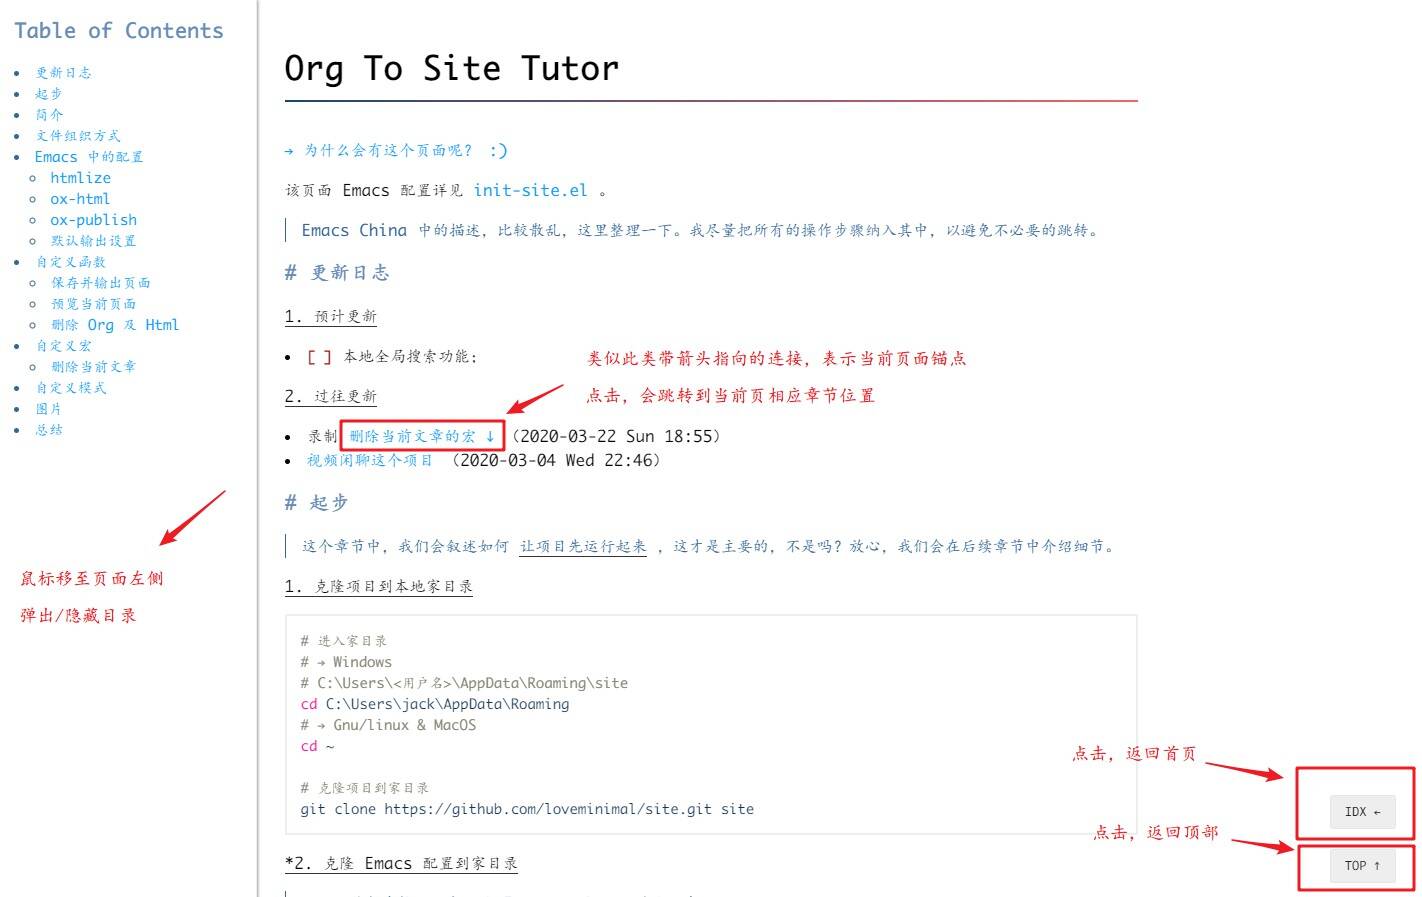 Table of Contents
更新日志
起步
简介
文件组织方式
Emacs 中的配置
htmlize
ox-html
ox-publish
默认输出设置
自定义函数
保存并输出页面
预览当前页面
删除 Org 及 Html
自定义宏
删除当前文章
自定义模式
图片
总结
鼠标移至页面左侧
弹出/隐藏目录
Org To Site Tutor
→ 为什么会有这个页面呢? :)
该页面 Emacs 配置详见 init-site.el 。
Emacs China 中的描述，比较散乱，这里整理一下。我尽量把所有的操作步骤纳入其中，以避免不必要的跳转。
# 更新日志
1. 预计更新
[ ] 本地全局搜索功能;
类似此类带箭头指向的连接，表示当前页面锚点
2. 过往更新
点击，会跳转到当前页相应章节位置
录制 删除当前文章的宏 ↓ （2020-03-22 Sun 18:55）
视频闲聊这个项目 （2020-03-04 Wed 22:46）
# 起步
这个章节中，我们会叙述如何 让项目先运行起来 ，这才是主要的，不是吗？放心，我们会在后续章节中介绍细节。
1. 克隆项目到本地家目录
# 进入家目录
# → Windows
# C:\Users\<用户名>\AppData\Roaming\site
cd C:\Users\jack\AppData\Roaming
# → Gnu/linux & MacOS
cd ~
# 克隆项目到家目录
git clone https://github.com/loveminimal/site.git site
点击，返回首页
IDX ←
点击，返回顶部
TOP ↑
*2. 克隆 Emacs 配置到家目录